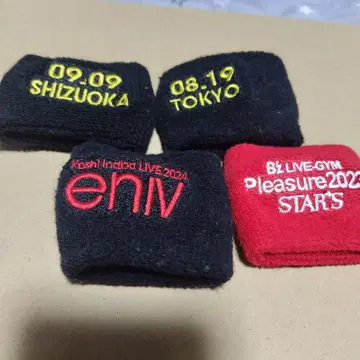 09.09
SHIZUOKA
08.19
TOKYO
Koshi Inaba LIVE 2024
eniv
B'z LIVE-GYM
Pleasure2023
STARS